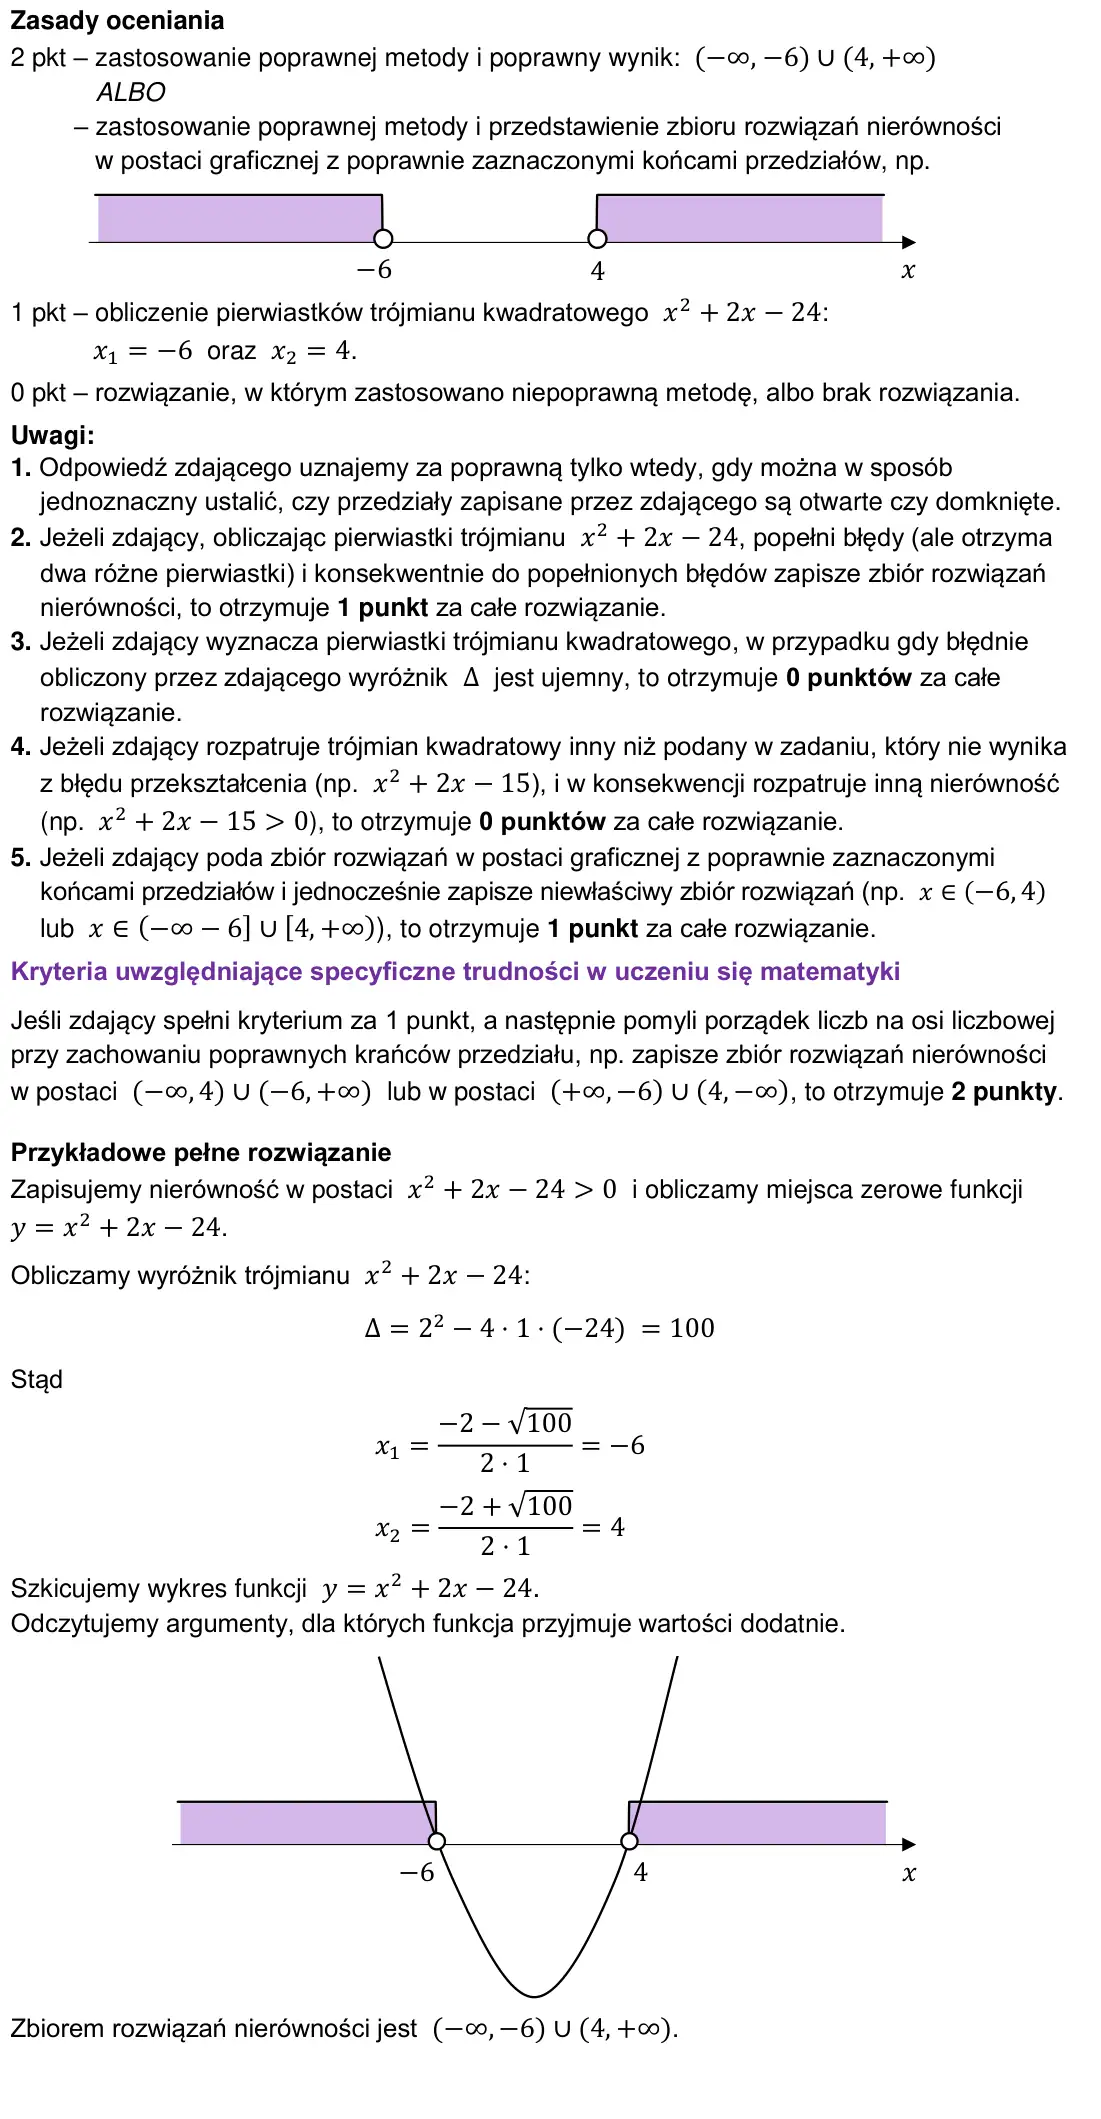 Zasady oceniania
2 pkt – zastosowanie poprawnej metody i poprawny wynik: (−∞, −6) ∪ (4, +∞)
ALBO
– zastosowanie poprawnej metody i przedstawienie zbioru rozwiązań nierówności
w postaci graficznej z poprawnie zaznaczonymi końcami przedziałów, np.
−6 4 x
1 pkt – obliczenie pierwiastków trójmianu kwadratowego x² + 2x − 24:
x₁ = −6 oraz x₂ = 4.
0 pkt – rozwiązanie, w którym zastosowano niepoprawną metodę, albo brak rozwiązania.
Uwagi:
1. Odpowiedź zdającego uznajemy za poprawną tylko wtedy, gdy można w sposób
jednoznaczny ustalić, czy przedziały zapisane przez zdającego są otwarte czy domknięte.
2. Jeżeli zdający, obliczając pierwiastki trójmianu x² + 2x − 24, popełni błędy (ale otrzyma
dwa różne pierwiastki) i konsekwentnie do popełnionych błędów zapisze zbiór rozwiązań
nierówności, to otrzymuje 1 punkt za całe rozwiązanie.
3. Jeżeli zdający wyznacza pierwiastki trójmianu kwadratowego, w przypadku gdy błędnie
obliczony przez zdającego wyróżnik Δ jest ujemny, to otrzymuje 0 punktów za całe
rozwiązanie.
4. Jeżeli zdający rozpatruje trójmian kwadratowy inny niż podany w zadaniu, który nie wynika
z błędu przekształcenia (np. x² + 2x − 15), i w konsekwencji rozpatruje inną nierówność
(np. x² + 2x − 15 > 0), to otrzymuje 0 punktów za całe rozwiązanie.
5. Jeżeli zdający poda zbiór rozwiązań w postaci graficznej z poprawnie zaznaczonymi
końcami przedziałów i jednocześnie zapisze niewłaściwy zbiór rozwiązań (np. x ∈ (−6, 4)
lub x ∈ (−∞ − 6] ∪ [4, +∞)), to otrzymuje 1 punkt za całe rozwiązanie.
Kryteria uwzględniające specyficzne trudności w uczeniu się matematyki
Jeśli zdający spełni kryterium za 1 punkt, a następnie pomyli porządek liczb na osi liczbowej
przy zachowaniu poprawnych krańców przedziału, np. zapisze zbiór rozwiązań nierówności
w postaci (−∞, 4) ∪ (−6, +∞) lub w postaci (+∞, −6) ∪ (4, −∞), to otrzymuje 2 punkty.
Przykładowe pełne rozwiązanie
Zapisujemy nierówność w postaci x² + 2x − 24 > 0 i obliczamy miejsca zerowe funkcji
y = x² + 2x − 24.
Obliczamy wyróżnik trójmianu x² + 2x − 24:
Δ = 2² − 4 · 1 · (−24) = 100
Stąd
x₁ = (−2 − √100)/(2 · 1) = −6
x₂ = (−2 + √100)/(2 · 1) = 4
Szkicujemy wykres funkcji y = x² + 2x − 24.
Odczytujemy argumenty, dla których funkcja przyjmuje wartości dodatnie.
−6 4 x
Zbiorem rozwiązań nierówności jest (−∞, −6) ∪ (4, +∞).